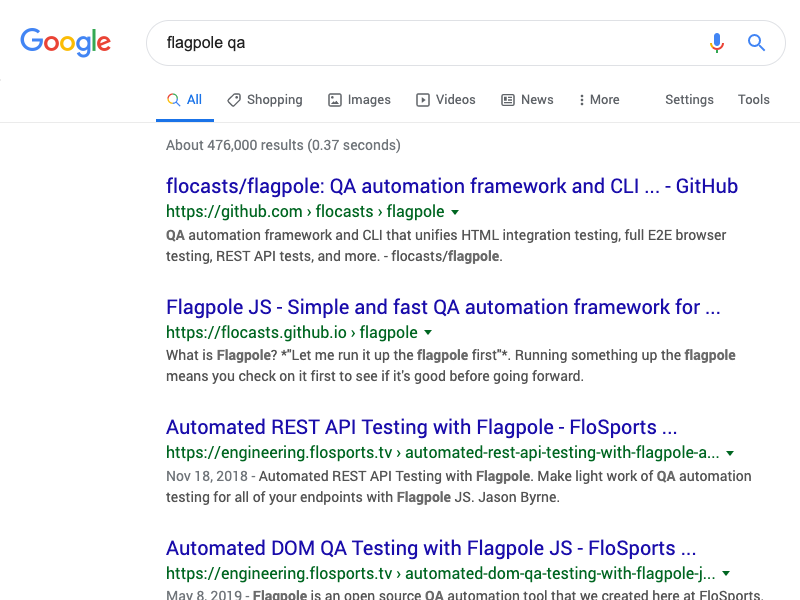 Google
flagpole qa
All Shopping Images Videos News More Settings Tools
About 476,000 results (0.37 seconds)
flocasts/flagpole: QA automation framework and CLI ... - GitHub
https://github.com › flocasts › flagpole
QA automation framework and CLI that unifies HTML integration testing, full E2E browser
testing, REST API tests, and more. - flocasts/flagpole.
Flagpole JS - Simple and fast QA automation framework for ...
https://flocasts.github.io › flagpole
What is Flagpole? *"Let me run it up the flagpole first"*. Running something up the flagpole
means you check on it first to see if it's good before going forward.
Automated REST API Testing with Flagpole - FloSports ...
https://engineering.flosports.tv › automated-rest-api-testing-with-flagpole-a...
Nov 18, 2018 - Automated REST API Testing with Flagpole. Make light work of QA automation
testing for all of your endpoints with Flagpole JS. Jason Byrne.
Automated DOM QA Testing with Flagpole JS - FloSports ...
https://engineering.flosports.tv › automated-dom-qa-testing-with-flagpole-j...
May 8, 2019 - Flagpole is an open source QA automation tool that we created here at FloSports.